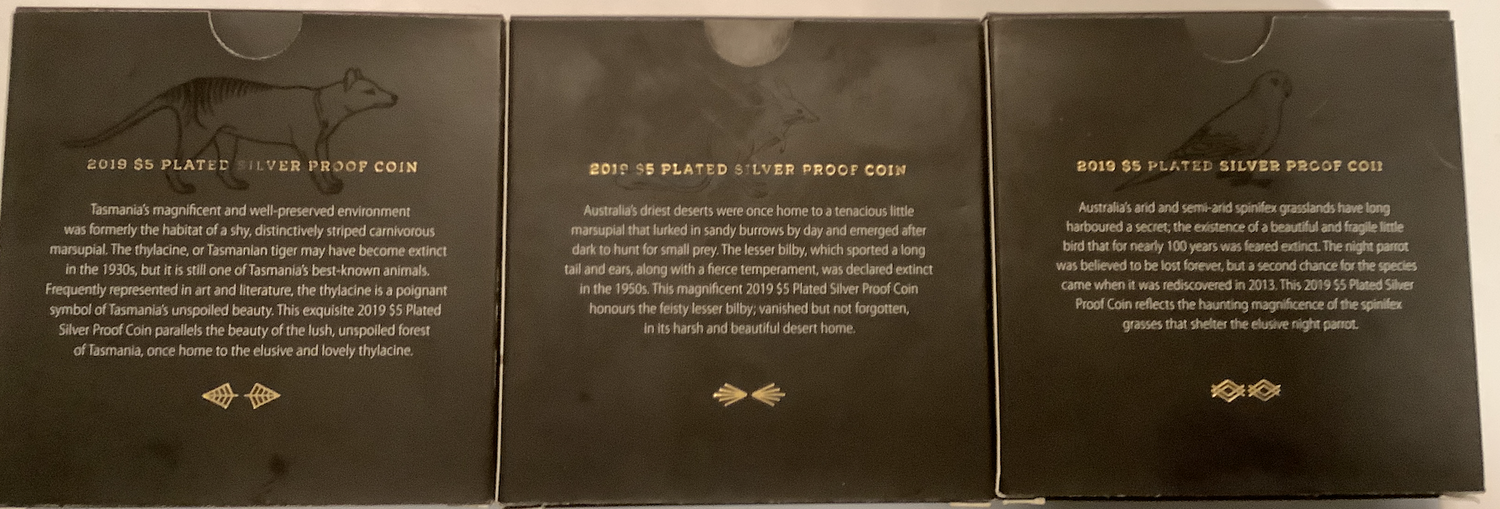 2019 $5 PLATED SILVER PROOF COIN
Tasmania's magnificent and well-preserved environment
was formerly the habitat of a shy, distinctively striped carnivorous
marsupial. The thylacine, or Tasmanian tiger may have become extinct
in the 1930s, but it is still one of Tasmania's best-known animals.
Frequently represented in art and literature, the thylacine is a poignant
symbol of Tasmania's unspoiled beauty. This exquisite 2019 $5 Plated
Silver Proof Coin parallels the beauty of the lush, unspoiled forest
of Tasmania, once home to the elusive and lovely thylacine.
2019 $5 PLATED SILVER PROOF COIN
Australia's driest deserts were once home to a tenacious little
marsupial that lurked in sandy burrows by day and emerged after
dark to hunt for small prey. The lesser bilby, which sported a long
tail and ears, along with a fierce temperament, was declared extinct
in the 1950s. This magnificent 2019 $5 Plated Silver Proof Coin
honours the feisty lesser bilby; vanished but not forgotten,
in its harsh and beautiful desert home.
2019 $5 PLATED SILVER PROOF COIN
Australia's arid and semi-arid spinifex grasslands have long
harboured a secret; the existence of a beautiful and fragile little
bird that for nearly 100 years was feared extinct. The night parrot
was believed to be lost forever, but a second chance for the species
came when it was rediscovered in 2013. This 2019 $5 Plated Silver
Proof Coin reflects the haunting magnificence of the spinifex
grasses that shelter the elusive night parrot.